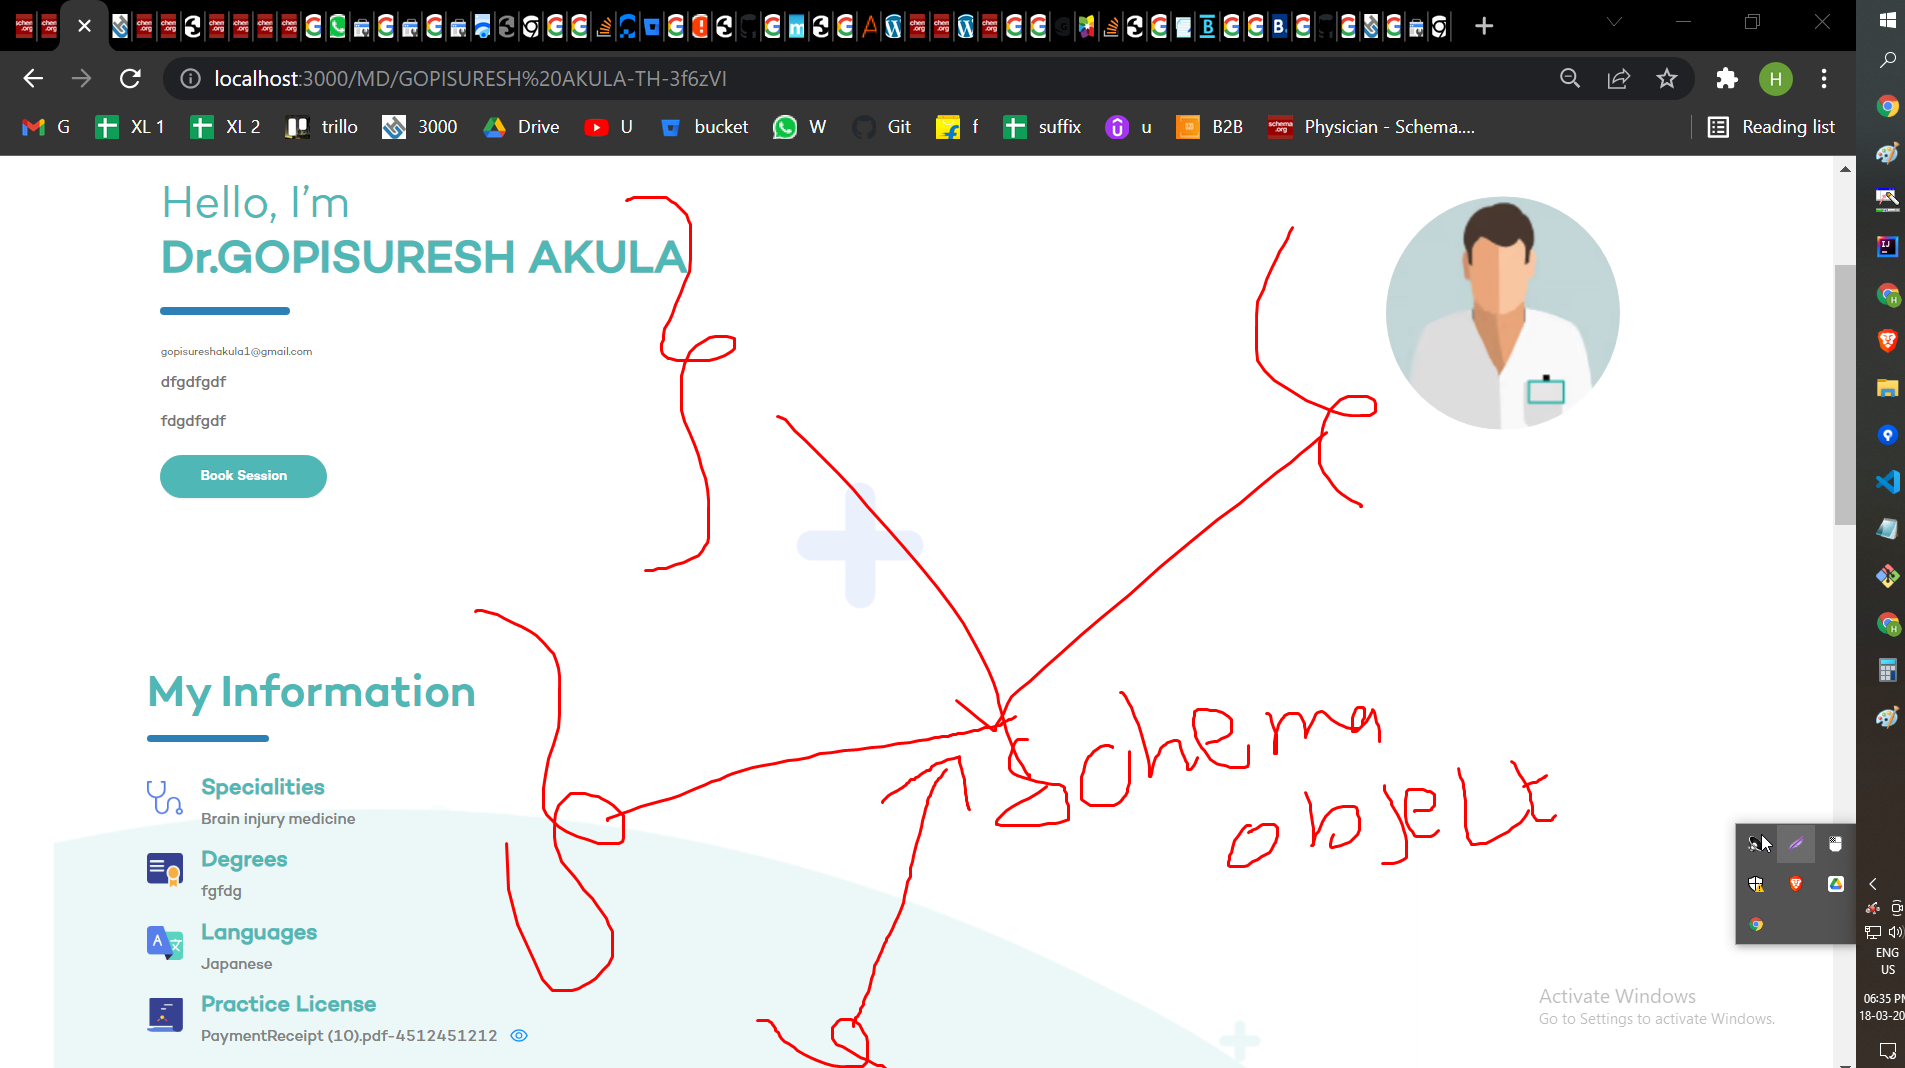 localhost:3000/MD/GOPISURESH%20AKULA-TH-3f6zVI
H
G XL 1 XL 2 trillo 3000 Drive U bucket W Git f suffix u B2B Physician - Schema.... Reading list
Hello, I'm
Dr.GOPISURESH AKULA
gopisureshakula1@gmail.com
dfgdfgdf
fdgdfgdf
Book Session
My Information
Schema
object
Specialities
Brain injury medicine
Degrees
fgfdg
Languages
Japanese
Practice License
PaymentReceipt (10).pdf-4512451212
Activate Windows
Go to Settings to activate Windows.
ENG
US
06:35 PM
18-03-20